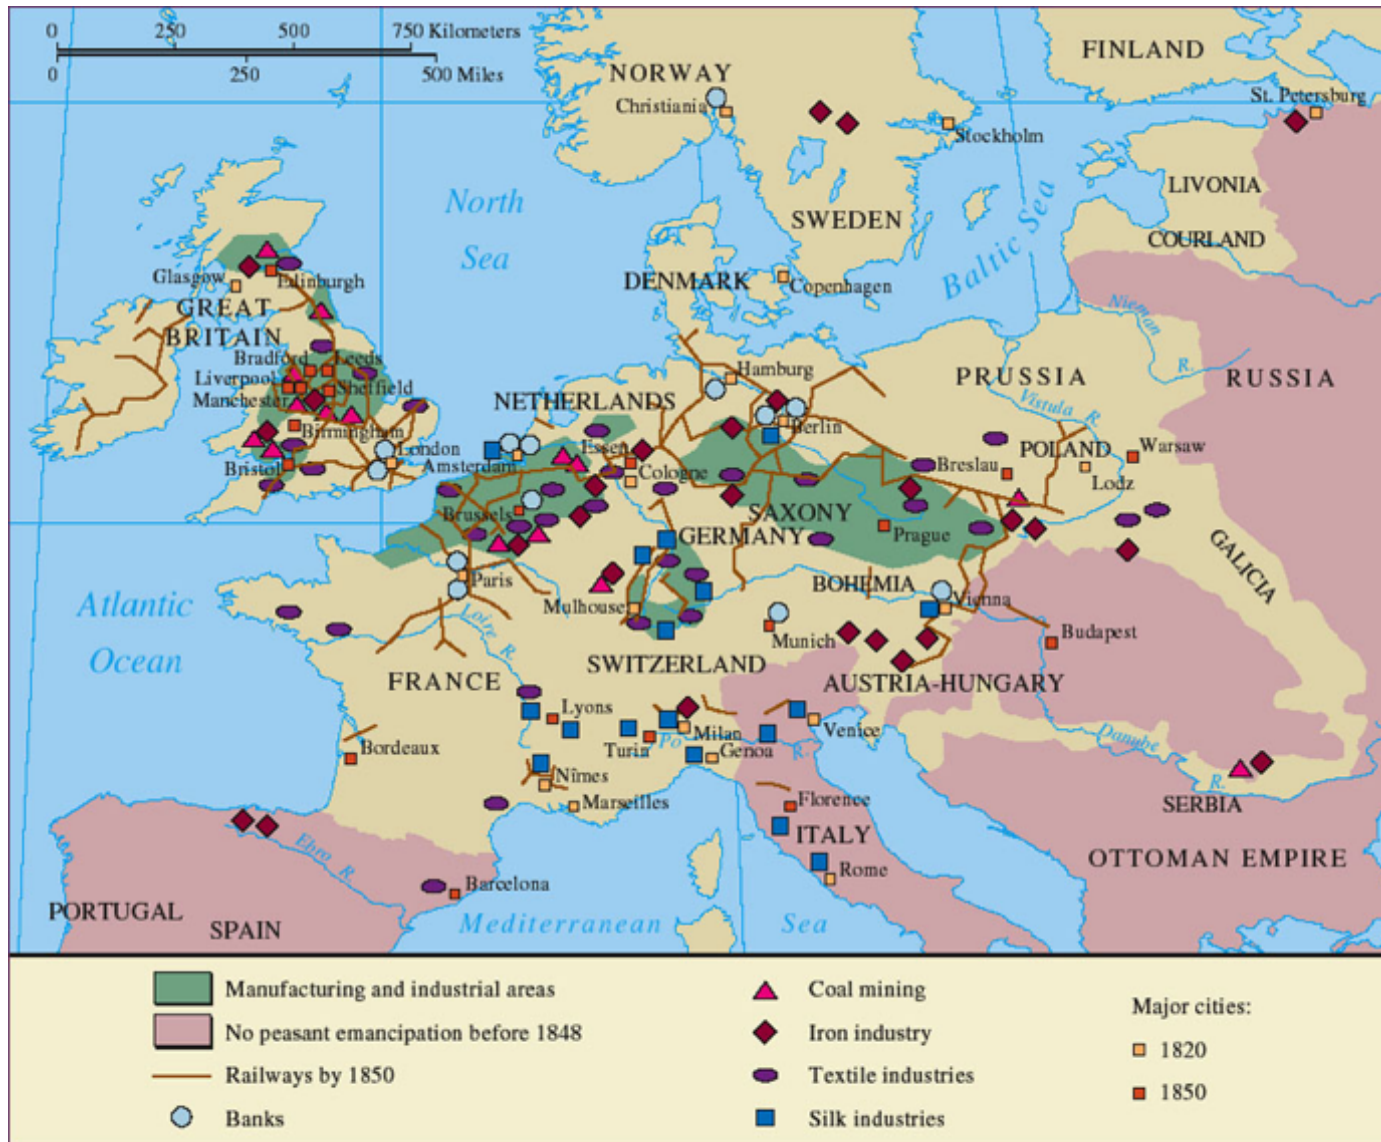 0 250 500 750 Kilometers
0 250 500 Miles
FINLAND
NORWAY
Christiania
St. Petersburg
Stockholm
LIVONIA
North
Sea
SWEDEN
Baltic Sea
COURLAND
Glasgow
Edinburgh
DENMARK
Copenhagen
GREAT
BRITAIN
Nieman
R.
Bradford
Leeds
Liverpool
Sheffield
Manchester
Hamburg
PRUSSIA
RUSSIA
NETHERLANDS
Vistula R.
Birmingham
Berlin
London
Essen
POLAND
Warsaw
Bristol
Amsterdam
Cologne
Breslau
Lodz
Brussels
SAXONY
Prague
GERMANY
GALICIA
Paris
BOHEMIA
Atlantic
Ocean
Mulhouse
Vienna
Loire R.
Munich
Budapest
SWITZERLAND
FRANCE
AUSTRIA-HUNGARY
Lyons
Milan
Venice
Bordeaux
Turin
Po
R.
Genoa
Danube
R.
Nîmes
Marseilles
Florence
SERBIA
ITALY
Ebro R.
OTTOMAN EMPIRE
Rome
Barcelona
PORTUGAL
SPAIN
Mediterranean Sea
Manufacturing and industrial areas
No peasant emancipation before 1848
Railways by 1850
Banks
Coal mining
Iron industry
Textile industries
Silk industries
Major cities:
1820
1850